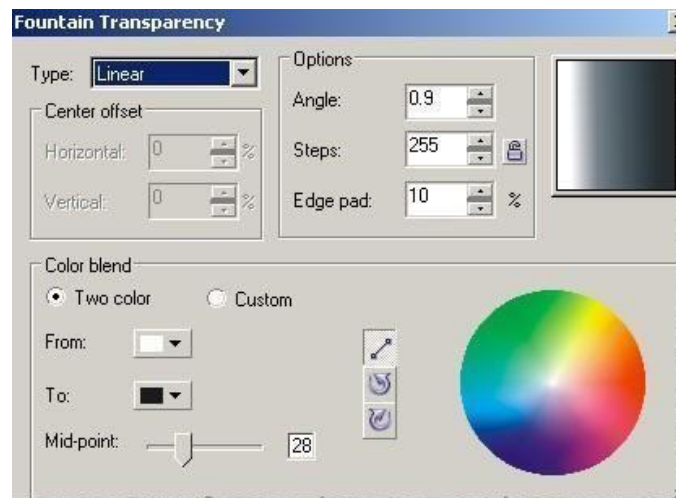 Fountain Transparency
Type: Linear
Options
Angle: 0.9
Steps: 255
Edge pad: 10 %
Center offset
Horizontal: 0 %
Vertical: 0 %
Color blend
Two color Custom
From:
To:
Mid-point: 28